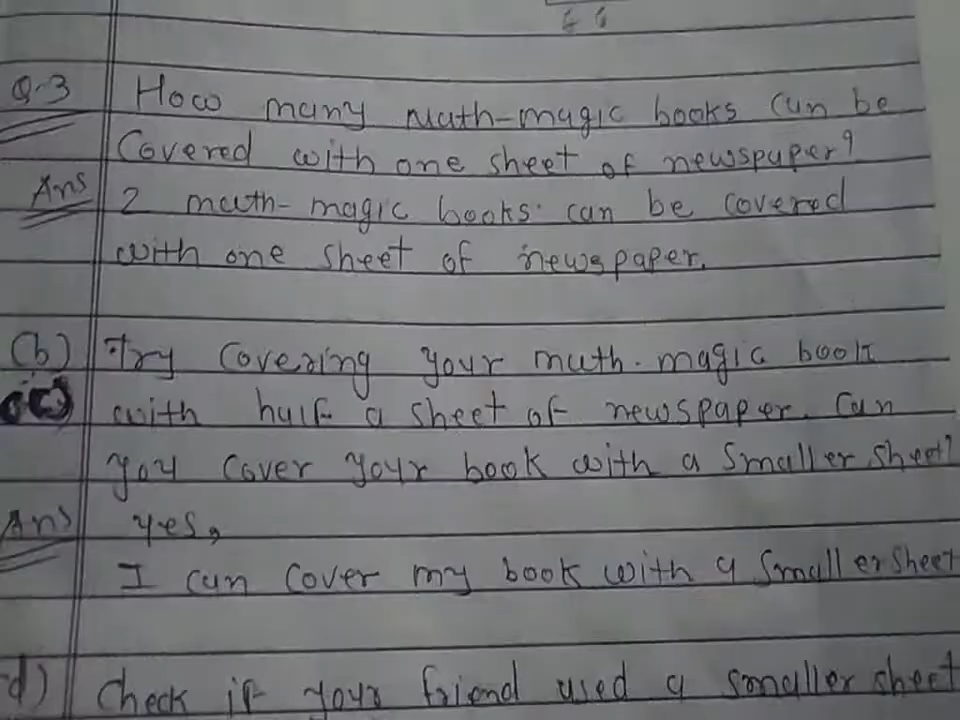 Q-3 How many math-magic books can be
Covered with one sheet of newspaper?
Ans 2 math-magic books can be covered
with one sheet of newspaper.
(b) Try Covering your math-magic book
(c) with half a sheet of newspaper. Can
you cover your book with a smaller sheet?
Ans yes,
I can cover my book with a smaller sheet
d) Check if your friend used a smaller sheet